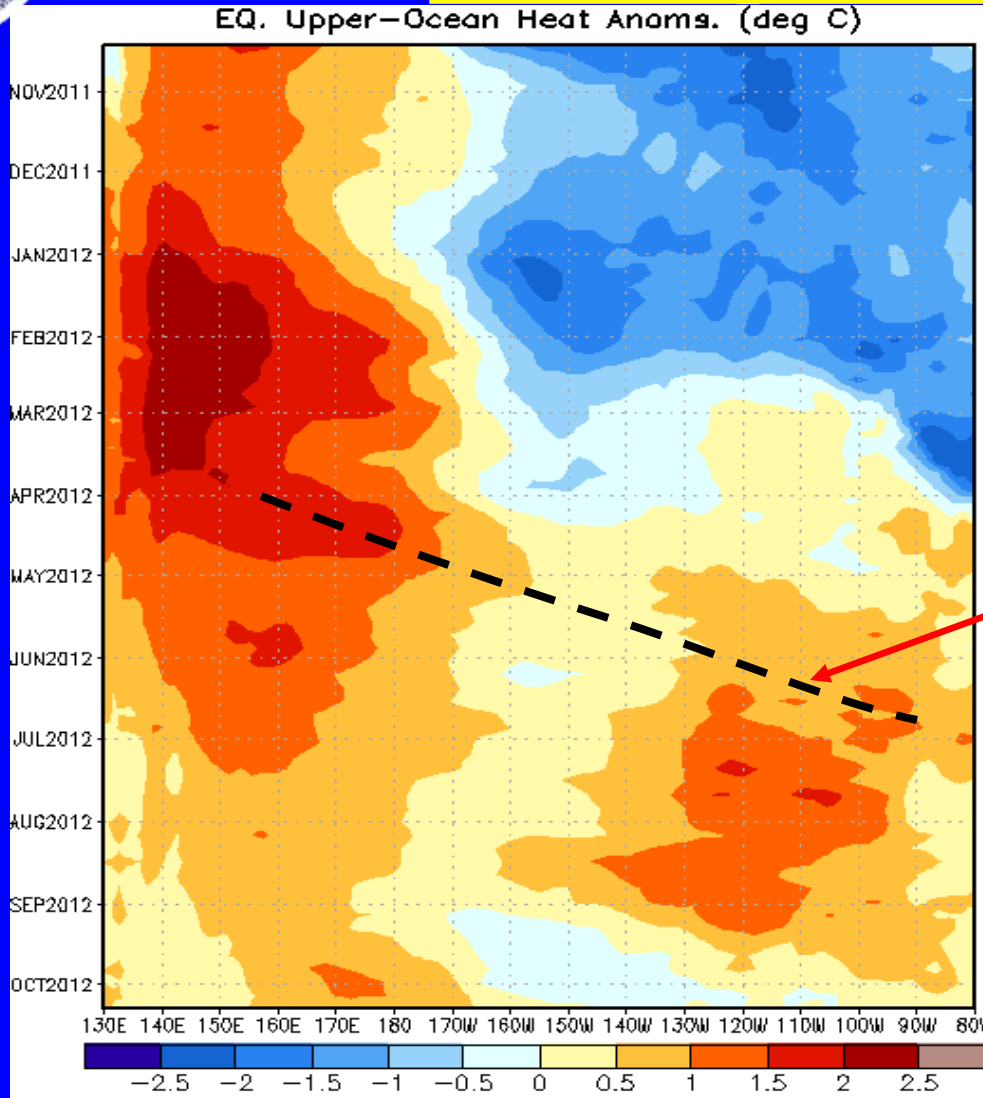 EQ. Upper-Ocean Heat Anoms. (deg C)
NOV2011
DEC2011
JAN2012
FEB2012
MAR2012
APR2012
MAY2012
JUN2012
JUL2012
AUG2012
SEP2012
OCT2012
130E 140E 150E 160E 170E 180 170W 160W 150W 140W 130W 120W 110W 100W 90W 80W
-2.5 -2 -1.5 -1 -0.5 0 0.5 1 1.5 2 2.5